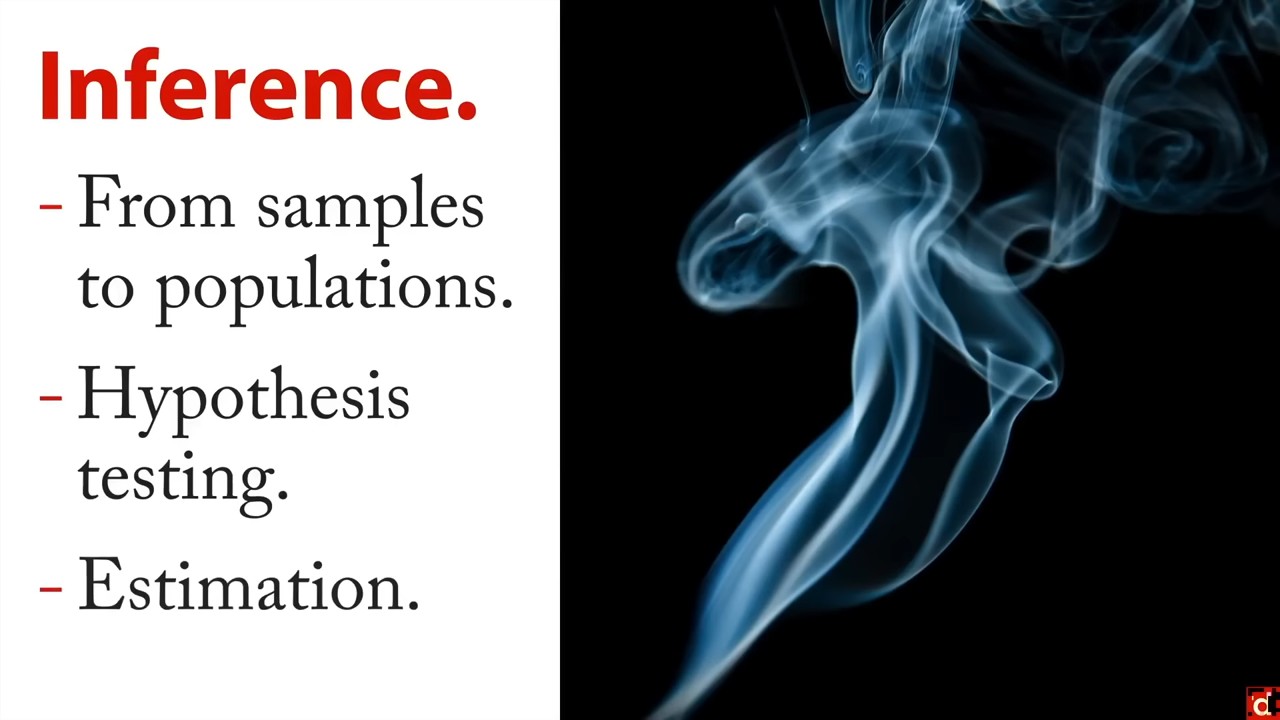 Inference.
– From samples
to populations.
– Hypothesis
testing.
– Estimation.
d